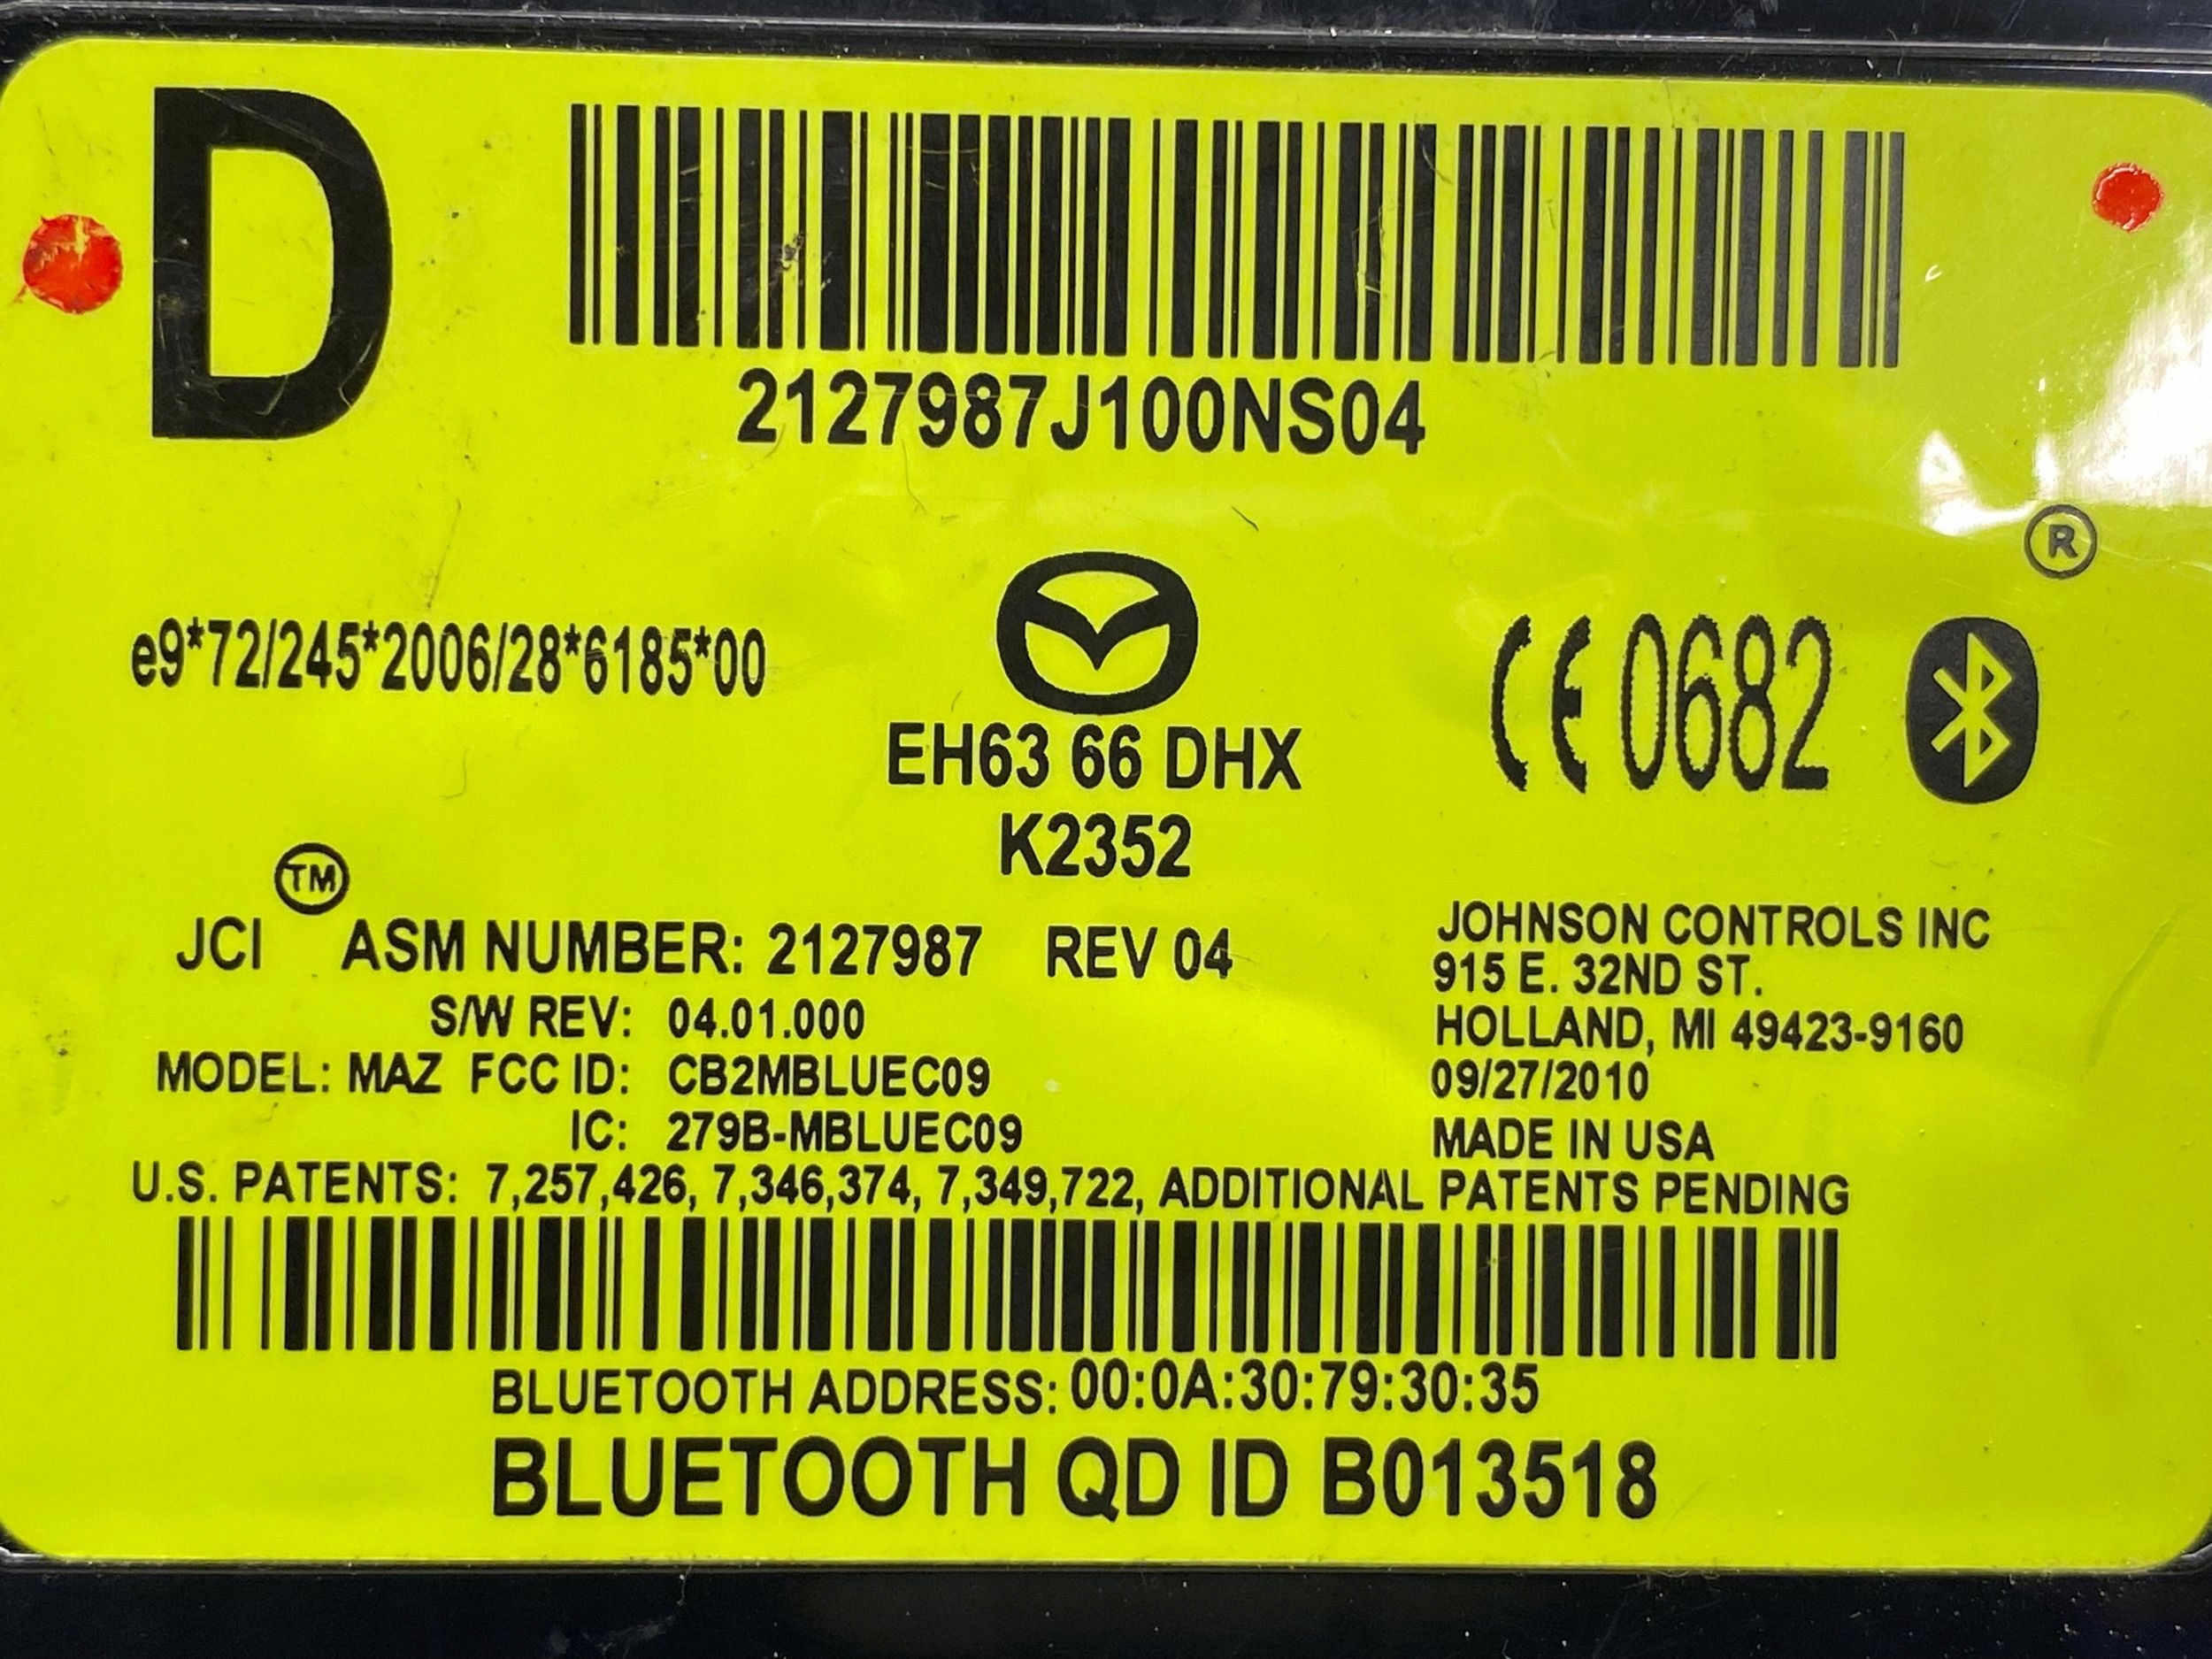 D
2127987J100NS04
®
e9*72/245*2006/28*6185*00
CE 0682
EH63 66 DHX
K2352
JCI ™ ASM NUMBER: 2127987 REV 04
S/W REV: 04.01.000
MODEL: MAZ FCC ID: CB2MBLUEC09
IC: 279B-MBLUEC09
JOHNSON CONTROLS INC
915 E. 32ND ST.
HOLLAND, MI 49423-9160
09/27/2010
MADE IN USA
U.S. PATENTS: 7,257,426, 7,346,374, 7,349,722, ADDITIONAL PATENTS PENDING
BLUETOOTH ADDRESS: 00:0A:30:79:30:35
BLUETOOTH QD ID B013518